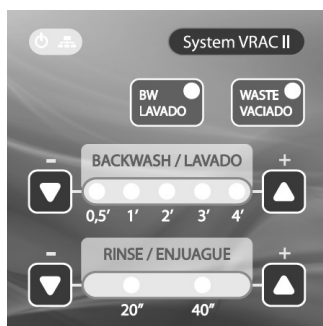 System VRAC II
BW
LAVADO
WASTE
VACIADO
- BACKWASH / LAVADO +
0,5′ 1′ 2′ 3′ 4′
- RINSE / ENJUAGUE +
20″ 40″